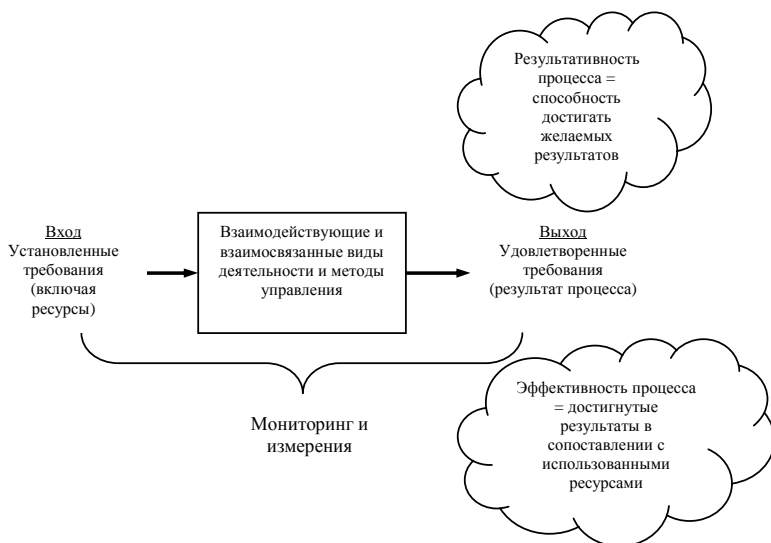 Результативность
процесса =
способность
достигать
желаемых
результатов
Вход
Установленные
требования
(включая
ресурсы)
Взаимодействующие и
взаимосвязанные виды
деятельности и методы
управления
Выход
Удовлетворенные
требования
(результат процесса)
Мониторинг и
измерения
Эффективность процесса
= достигнутые
результаты в
сопоставлении с
использованными
ресурсами